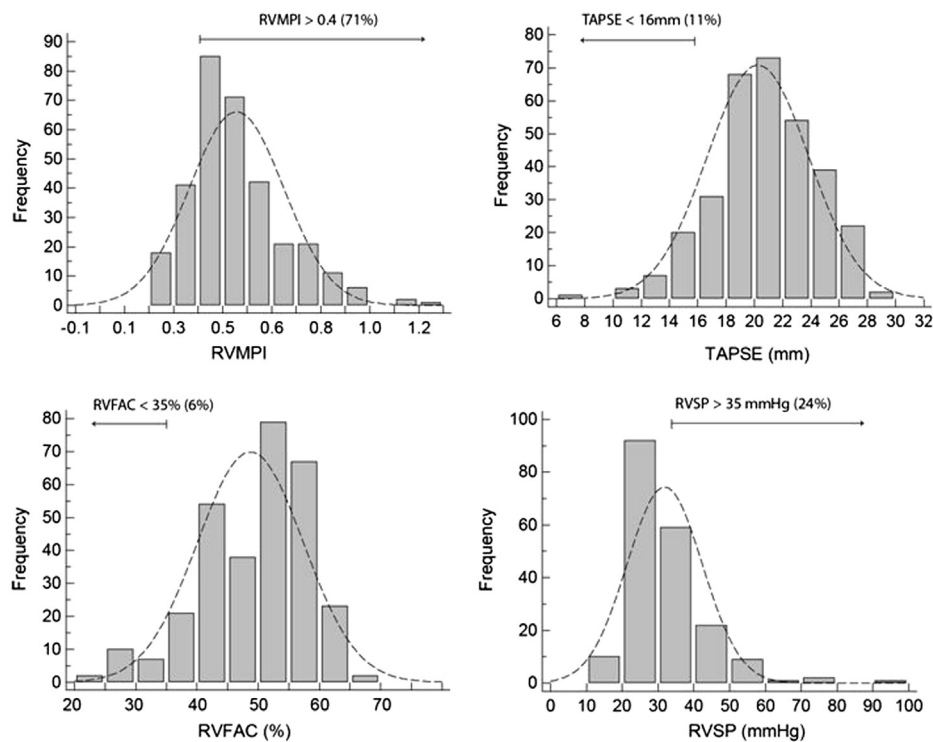 RVMPI > 0.4 (71%)
90
80
70
60
50
40
30
20
10
0
Frequency
-0.1 0.1 0.3 0.5 0.6 0.8 1.0 1.2
RVMPI
TAPSE < 16mm (11%)
80
70
60
50
40
30
20
10
0
Frequency
6 8 10 12 14 16 18 20 22 24 26 28 30 32
TAPSE (mm)
RVFAC < 35% (6%)
80
70
60
50
40
30
20
10
0
Frequency
20 30 40 50 60 70
RVFAC (%)
RVSP > 35 mmHg (24%)
100
80
60
40
20
0
Frequency
0 10 20 30 40 50 60 70 80 90 100
RVSP (mmHg)